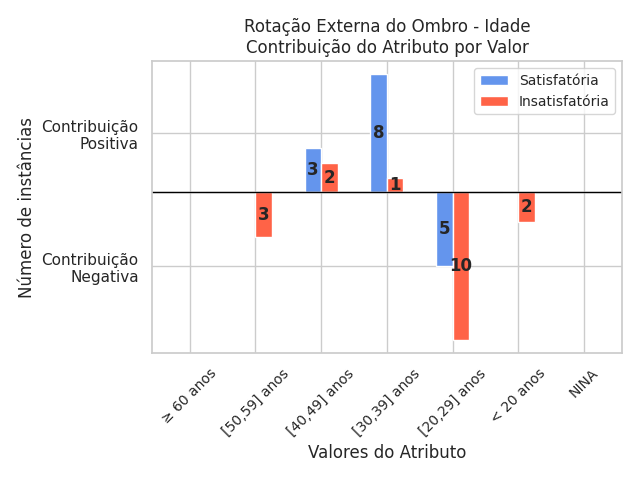 Rotação Externa do Ombro - Idade
Contribuição do Atributo por Valor
Satisfatória
Insatisfatória
Número de instâncias
Contribuição
Positiva
Contribuição
Negativa
8
3
2
1
3
5
10
2
≥ 60 anos
[50,59] anos
[40,49] anos
[30,39] anos
[20,29] anos
< 20 anos
NINA
Valores do Atributo